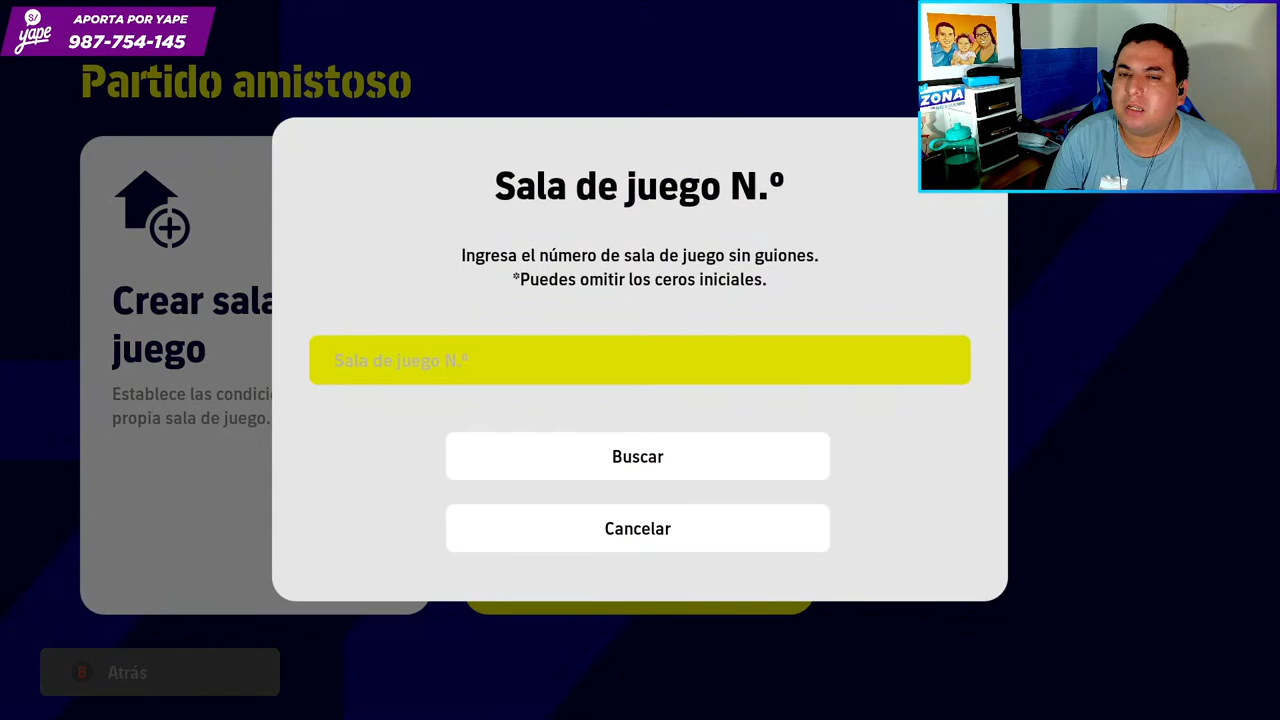 S/
yape
APORTA POR YAPE
987-754-145
Partido amistoso
ZONA
Crear sala
juego
Establece las condici
propia sala de juego.
Sala de juego N.º
Ingresa el número de sala de juego sin guiones.
*Puedes omitir los ceros iniciales.
Sala de juego N.º
Buscar
Cancelar
B Atrás